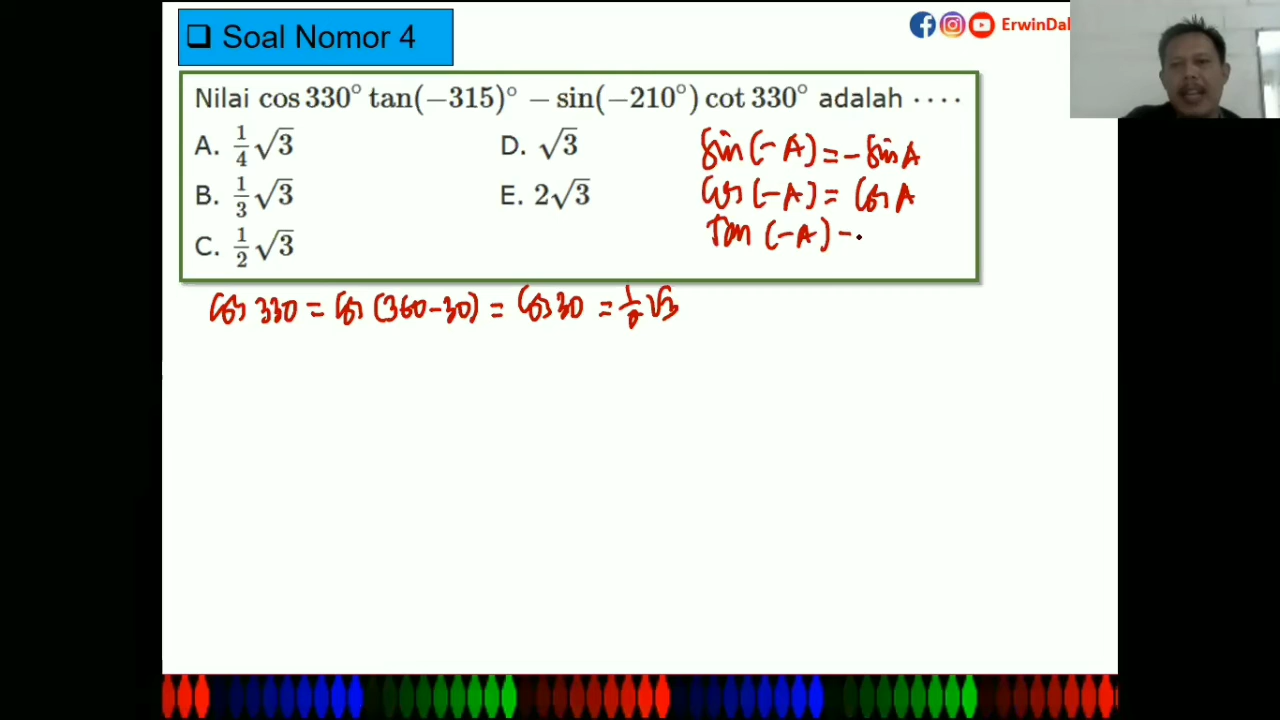 ❑ Soal Nomor 4
ErwinDal
Nilai cos 330° tan(−315)° − sin(−210°) cot 330° adalah ····
A. 1/4 √3
B. 1/3 √3
C. 1/2 √3
D. √3
E. 2√3
Sin (-A) = - Sin A
Cos (-A) = Cos A
Tan (-A) -
Cos 330 = Cos (360-30) = Cos 30 = 1/2 √3